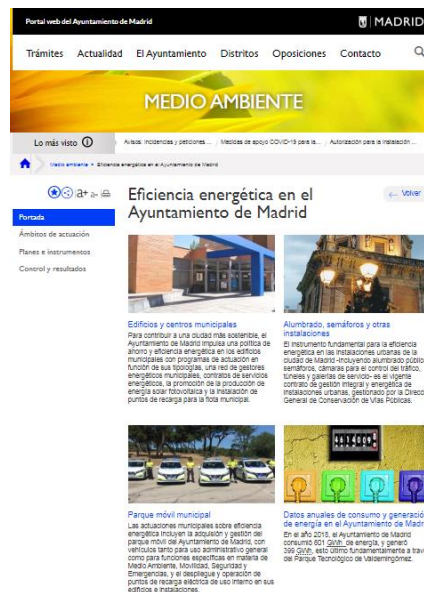 Portal web del Ayuntamiento de Madrid
MADRID
Trámites Actualidad El Ayuntamiento Distritos Oposiciones Contacto
MEDIO AMBIENTE
Lo más visto
Avisos: incidencias y peticiones ... / Medidas de apoyo COVID-19 para la... / Autorización para la instalación ...
Medio ambiente • Eficiencia energética en el Ayuntamiento de Madrid
a+ a-
Eficiencia energética en el
Ayuntamiento de Madrid
← Volver
Portada
Ámbitos de actuación
Planes e instrumentos
Control y resultados
Edificios y centros municipales
Para contribuir a una ciudad más sostenible, el
Ayuntamiento de Madrid impulsa una política de
ahorro y eficiencia energética en los edificios
municipales con programas de actuación en
función de sus tipologías, una red de gestores
energéticos municipales, contratos de servicios
energéticos, la promoción de la producción de
energía solar fotovoltaica y la instalación de
puntos de recarga para la flota municipal.
Alumbrado, semáforos y otras
instalaciones
El instrumento fundamental para la eficiencia
energética en las instalaciones urbanas de la
ciudad de Madrid -incluyendo alumbrado público
semáforos, cámaras para el control del tráfico,
túneles y galerías de servicio- es el vigente
contrato de gestión integral y energética de
instalaciones urbanas, gestionado por la Direcc
General de Conservación de Vías Públicas.
Parque móvil municipal
Las actuaciones municipales sobre eficiencia
energética incluyen la adquisición y gestión del
parque móvil del Ayuntamiento de Madrid, con
vehículos tanto para uso administrativo general
como para funciones específicas en materia de
Medio Ambiente, Movilidad, Seguridad y
Emergencias, y el despliegue y operación de
puntos de recarga eléctrica de uso interno en sus
edificios e instalaciones.
Datos anuales de consumo y generació
de energía en el Ayuntamiento de Madr
En el año 2018, el Ayuntamiento de Madrid
consumió 601 GWh de energía, y generó
399 GWh, esto último fundamentalmente a trav
del Parque Tecnológico de Valdemingómez.